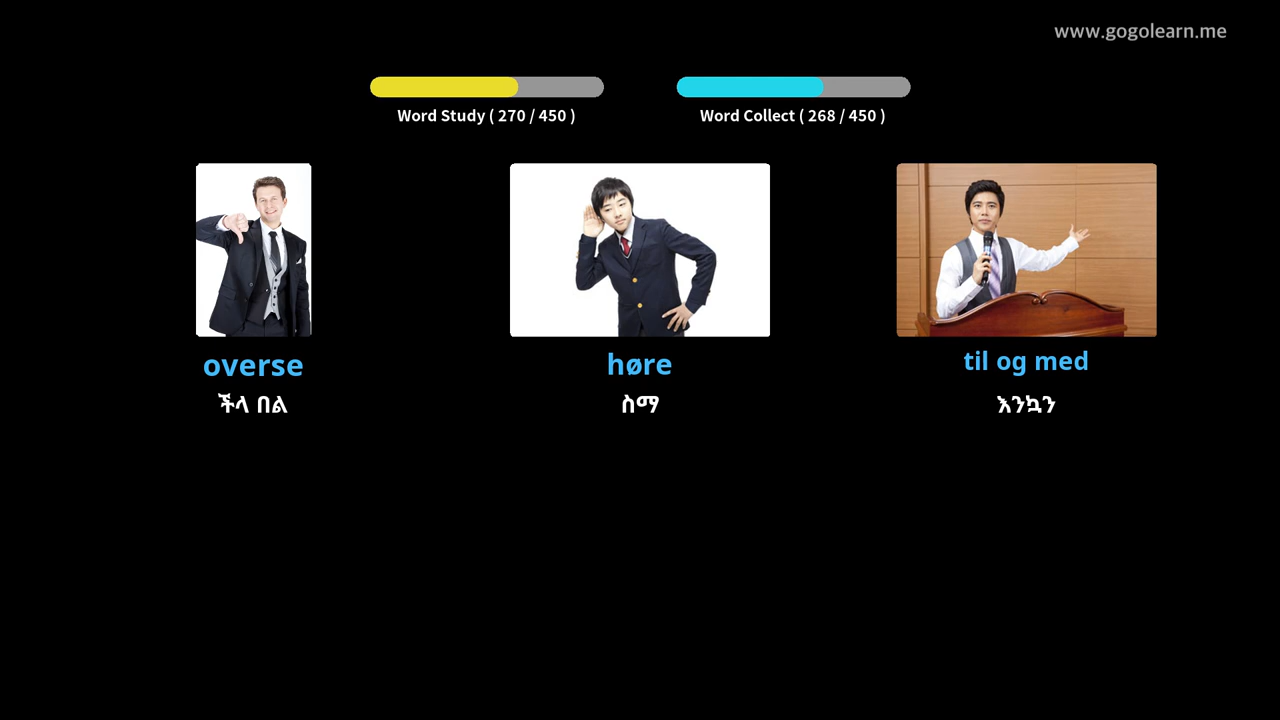 www.gogolearn.me
Word Study ( 270 / 450 )
Word Collect ( 268 / 450 )
overse
høre
til og med
ችላ በል
ስማ
እንኳን